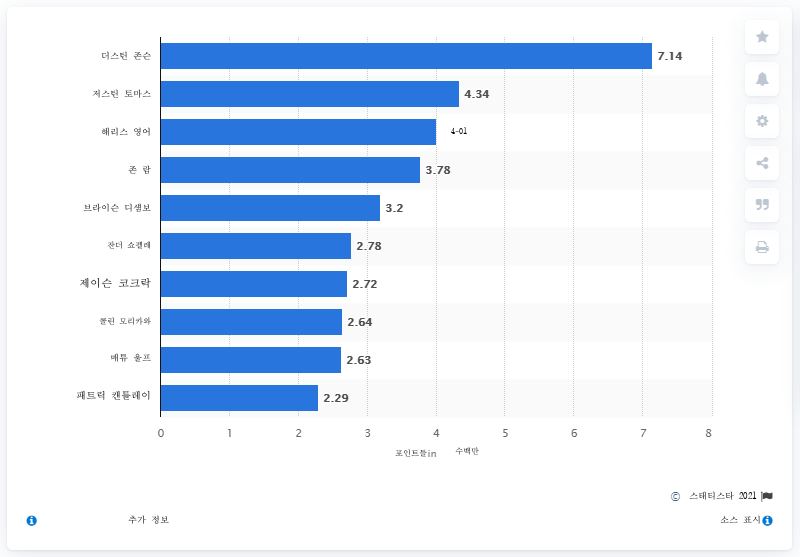 더스틴 존슨 7.14
저스틴 토마스 4.34
해리스 영어 4-01
존 람 3.78
브라이슨 디섐보 3.2
잔더 쇼펠레 2.78
제이슨 코크락 2.72
콜린 모리카와 2.64
매튜 울프 2.63
패트릭 캔틀레이 2.29
0 1 2 3 4 5 6 7 8
포인트들in 수백만
© 스태티스타 2021
추가 정보 소스 표시